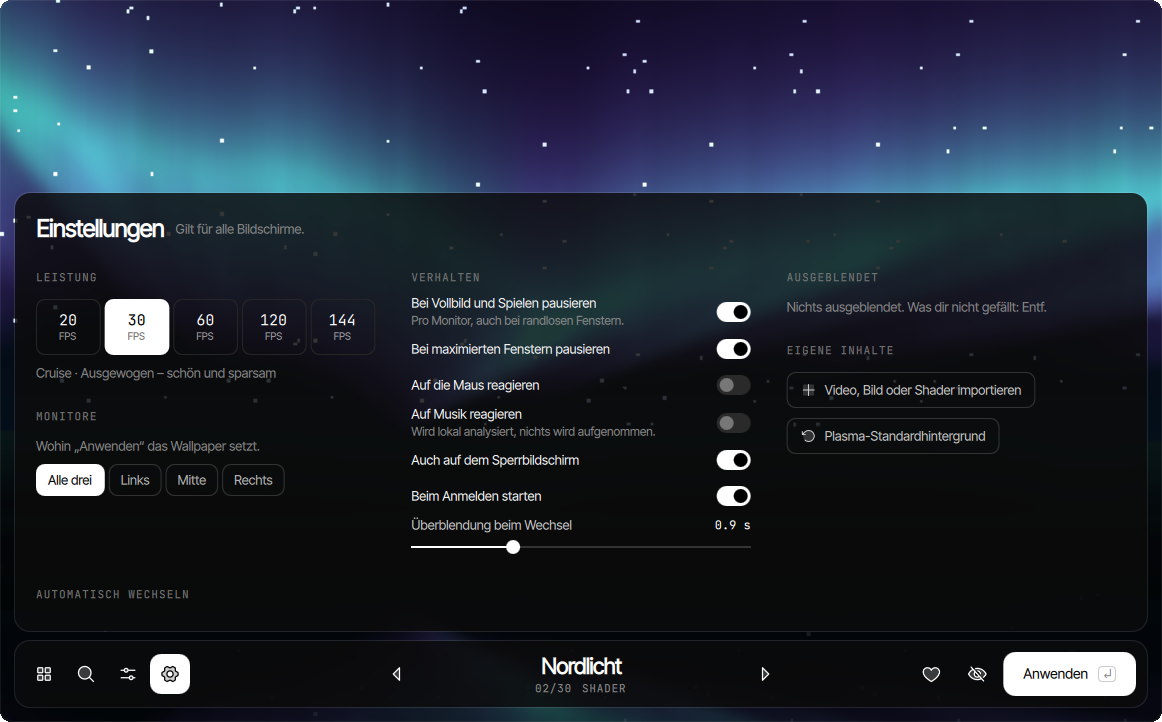 Einstellungen Gilt für alle Bildschirme.
LEISTUNG
20 FPS
30 FPS
60 FPS
120 FPS
144 FPS
Cruise · Ausgewogen – schön und sparsam
MONITORE
Wohin „Anwenden“ das Wallpaper setzt.
Alle drei Links Mitte Rechts
AUTOMATISCH WECHSELN
VERHALTEN
Bei Vollbild und Spielen pausieren
Pro Monitor, auch bei randlosen Fenstern.
Bei maximierten Fenstern pausieren
Auf die Maus reagieren
Auf Musik reagieren
Wird lokal analysiert, nichts wird aufgenommen.
Auch auf dem Sperrbildschirm
Beim Anmelden starten
Überblendung beim Wechsel 0.9 s
AUSGEBLENDET
Nichts ausgeblendet. Was dir nicht gefällt: Entf.
EIGENE INHALTE
Video, Bild oder Shader importieren
Plasma-Standardhintergrund
Nordlicht
02/30 SHADER
Anwenden